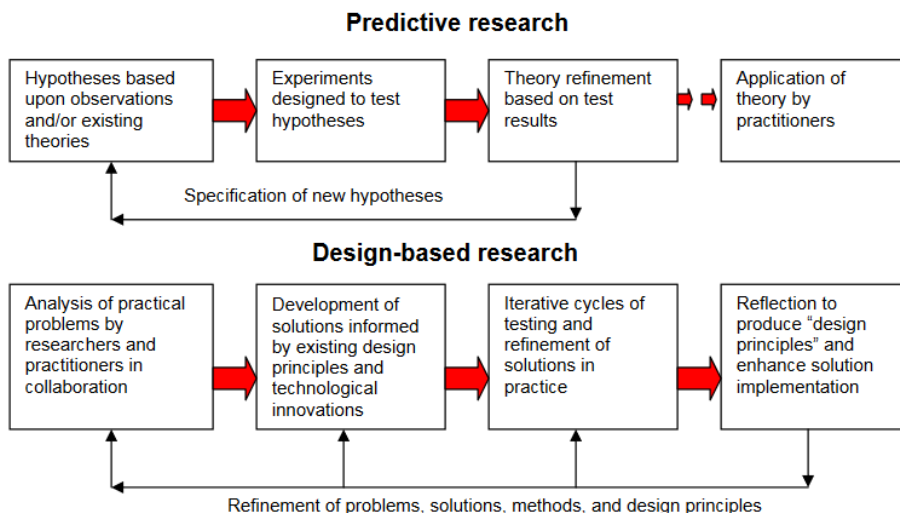 Predictive research
Hypotheses based
upon observations
and/or existing
theories
Experiments
designed to test
hypotheses
Theory refinement
based on test
results
Application of
theory by
practitioners
Specification of new hypotheses
Design-based research
Analysis of practical
problems by
researchers and
practitioners in
collaboration
Development of
solutions informed
by existing design
principles and
technological
innovations
Iterative cycles of
testing and
refinement of
solutions in
practice
Reflection to
produce “design
principles” and
enhance solution
implementation
Refinement of problems, solutions, methods, and design principles